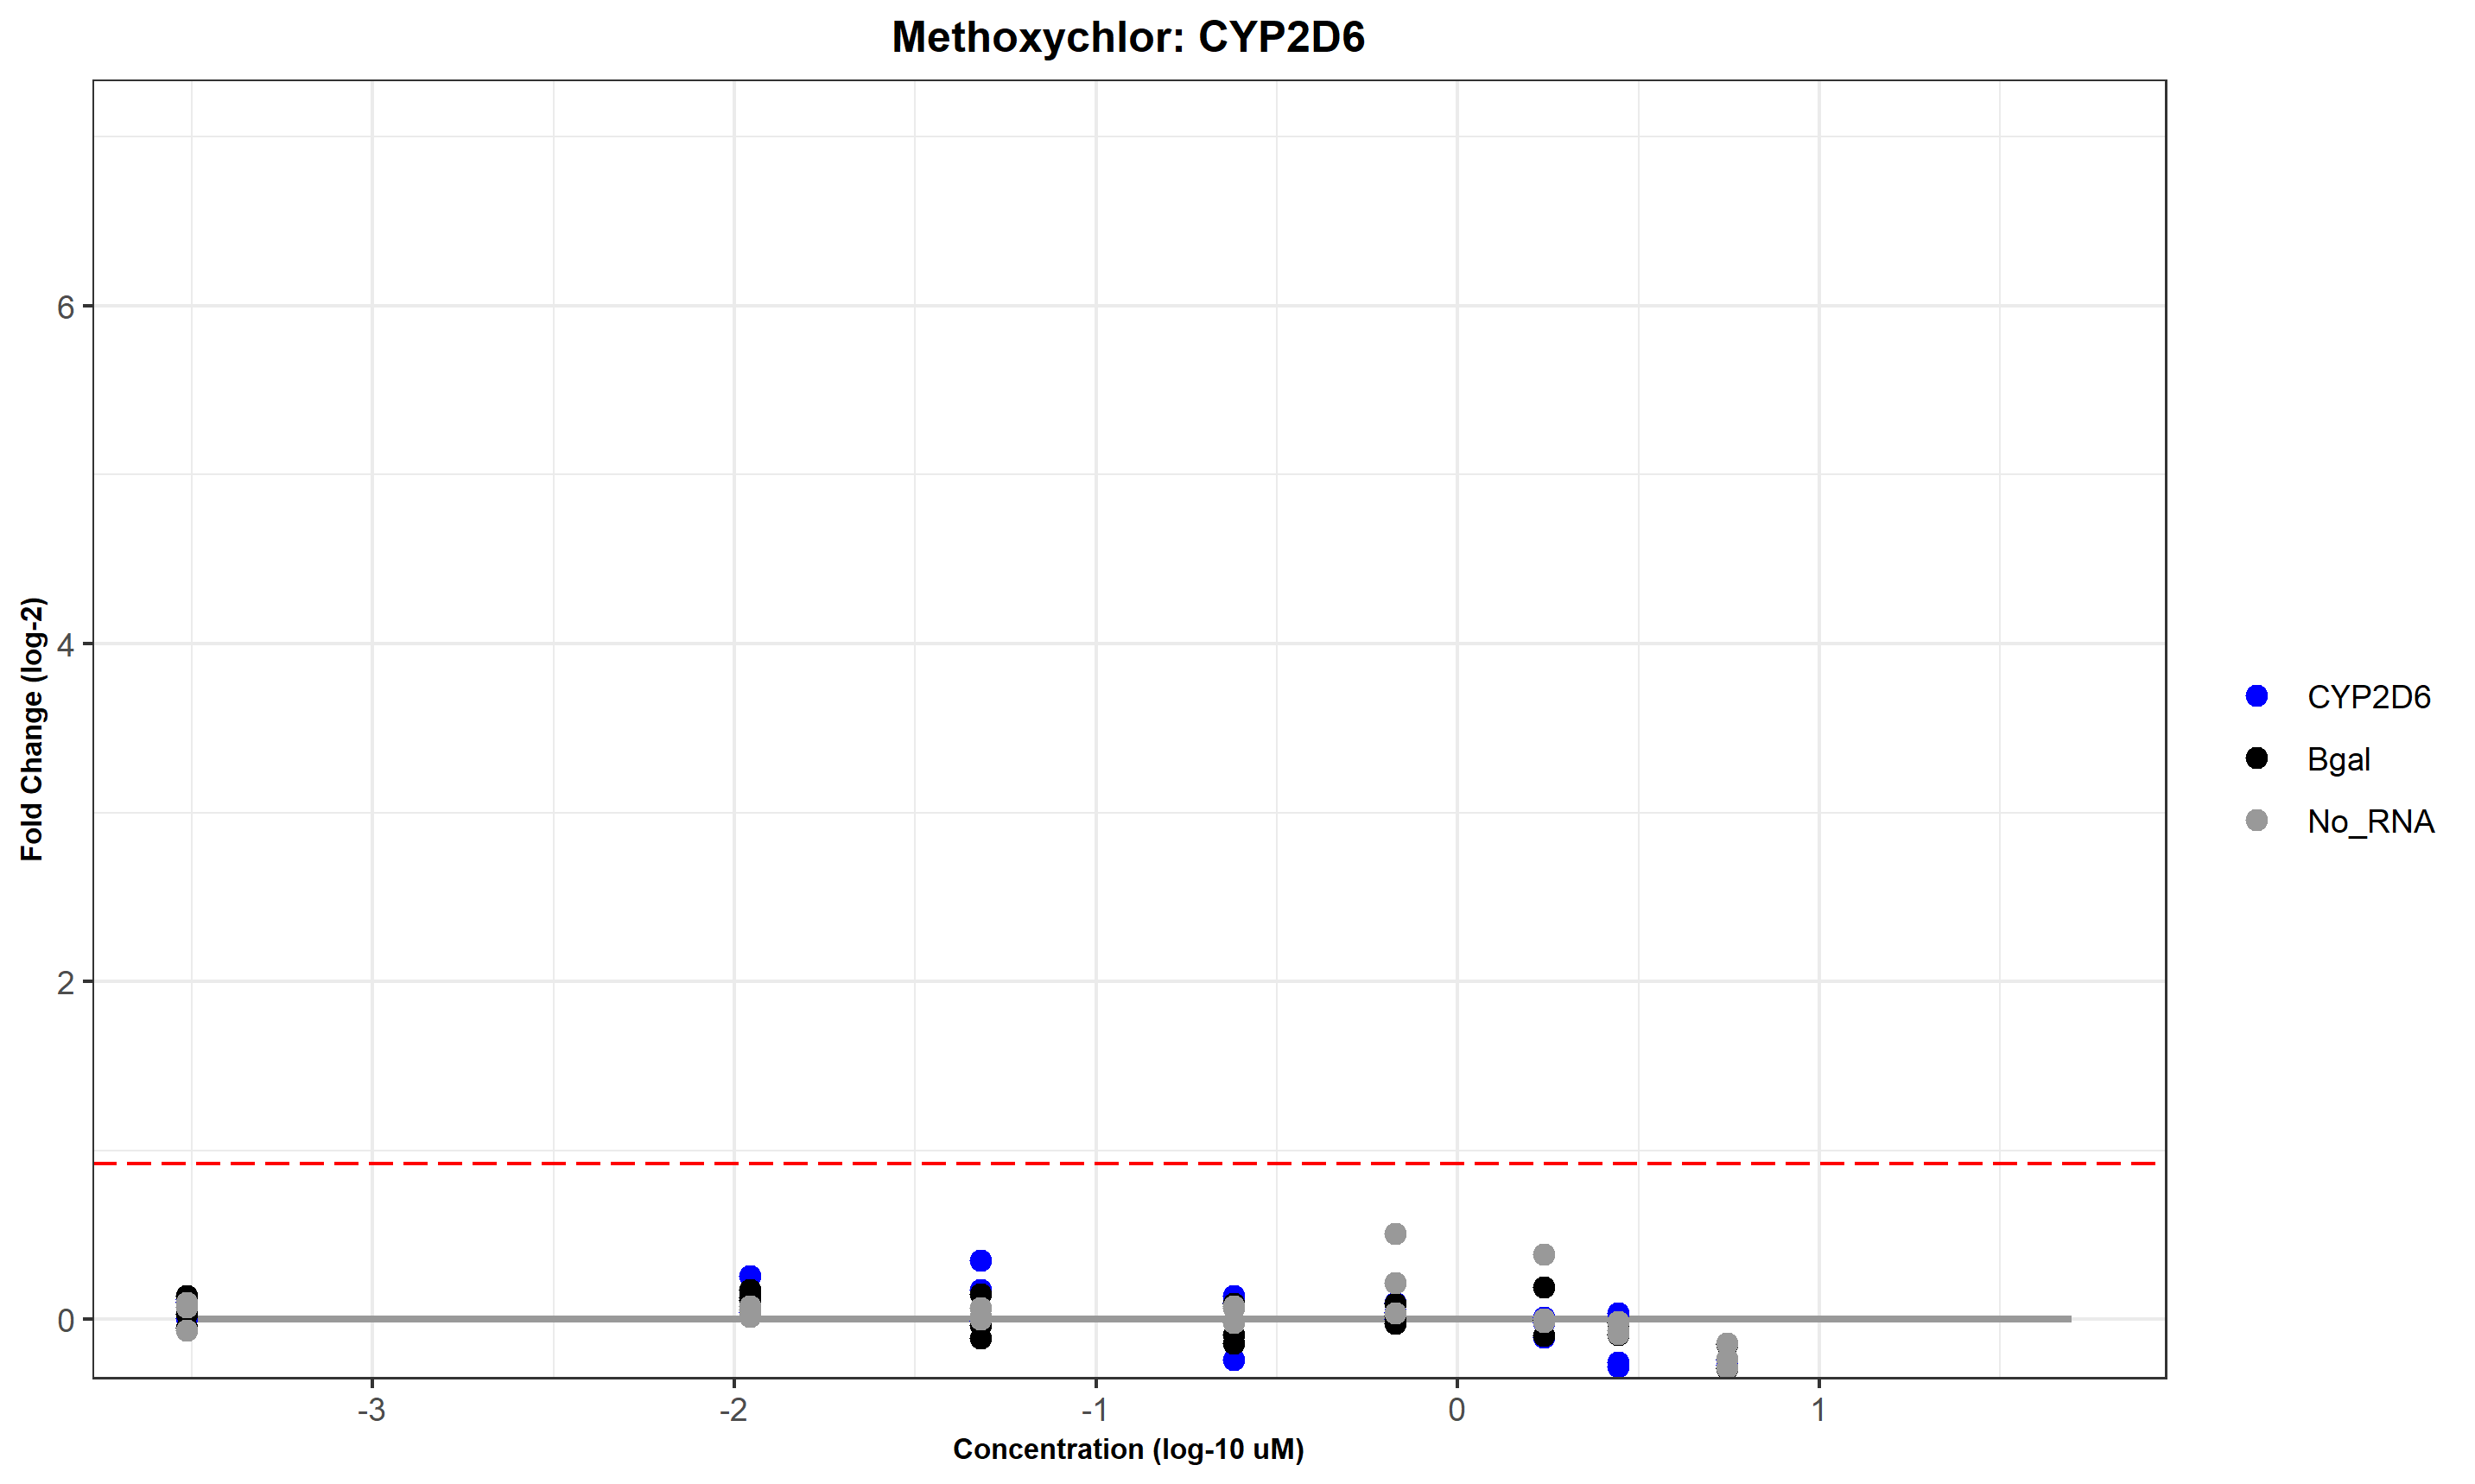 Methoxychlor: CYP2D6
Fold Change (log-2)
6
4
2
0
-3
-2
-1
0
1
Concentration (log-10 uM)
CYP2D6
Bgal
No_RNA